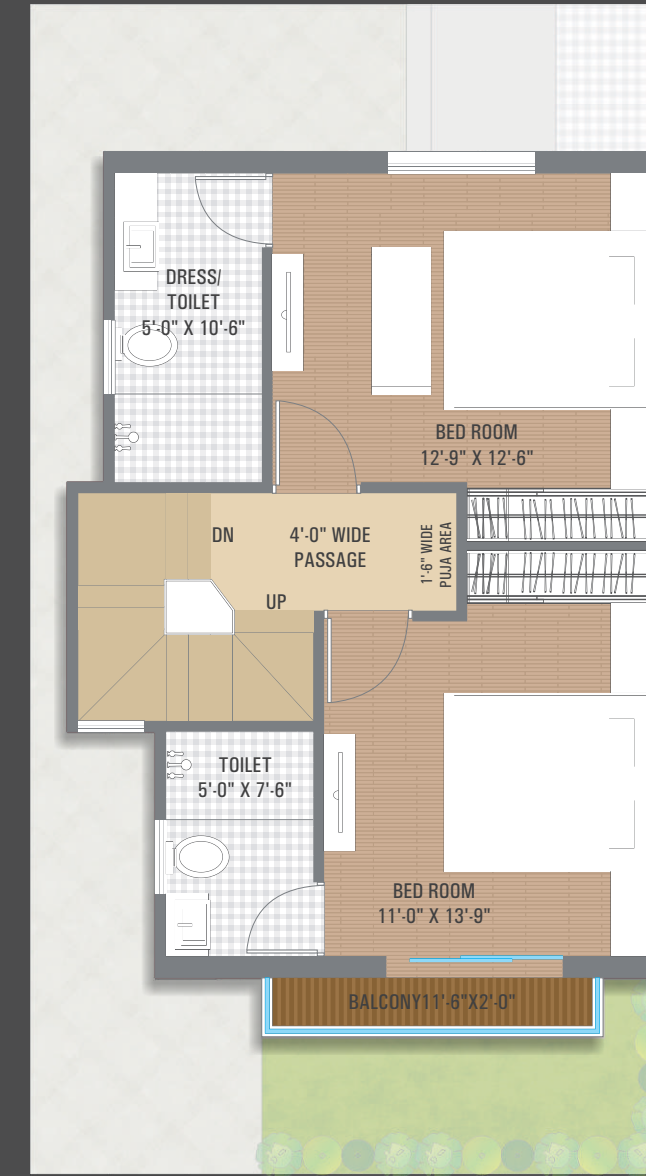 DRESS/
TOILET
5'-0" X 10'-6"
BED ROOM
12'-9" X 12'-6"
DN
4'-0" WIDE
PASSAGE
1'-6" WIDE
PUJA AREA
UP
TOILET
5'-0" X 7'-6"
BED ROOM
11'-0" X 13'-9"
BALCONY11'-6"X2'-0"